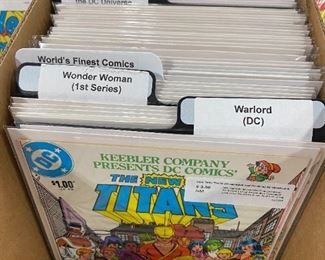 the DC Universe
World's Finest Comics
Wonder Woman
(1st Series)
Warlord
(DC)
KEEBLER COMPANY
PRESENTS DC COMICS'
DC
$1.00
THE NEW
TITANS